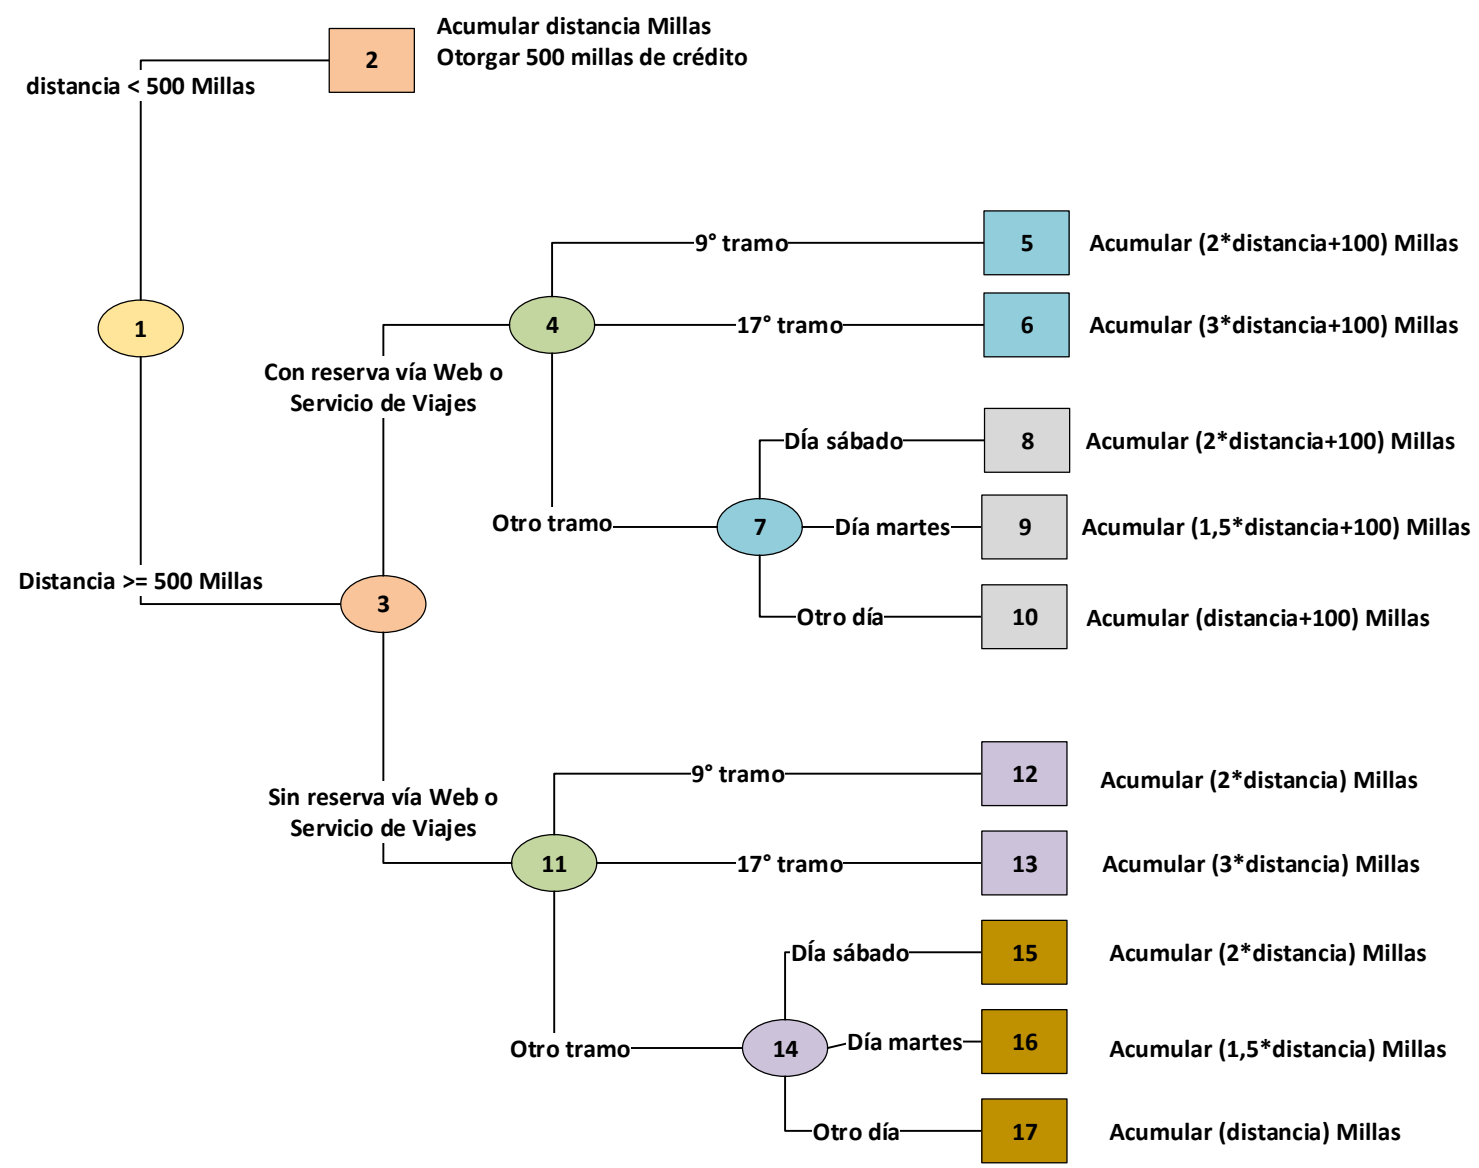 Acumular distancia Millas
Otorgar 500 millas de crédito
2
distancia < 500 Millas
9° tramo
5
Acumular (2*distancia+100) Millas
1
4
17° tramo
6
Acumular (3*distancia+100) Millas
Con reserva vía Web o
Servicio de Viajes
DÍa sábado
8
Acumular (2*distancia+100) Millas
Otro tramo
7
Día martes
9
Acumular (1,5*distancia+100) Millas
Distancia >= 500 Millas
3
Otro día
10
Acumular (distancia+100) Millas
9° tramo
12
Acumular (2*distancia) Millas
Sin reserva vía Web o
Servicio de Viajes
11
17° tramo
13
Acumular (3*distancia) Millas
DÍa sábado
15
Acumular (2*distancia) Millas
Otro tramo
14
Día martes
16
Acumular (1,5*distancia) Millas
Otro día
17
Acumular (distancia) Millas